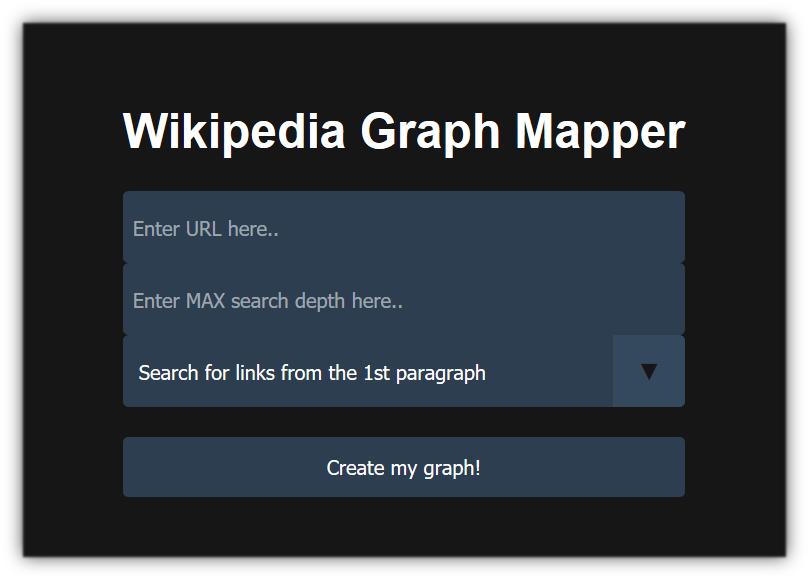 Wikipedia Graph Mapper
Enter URL here..
Enter MAX search depth here..
Search for links from the 1st paragraph
Create my graph!